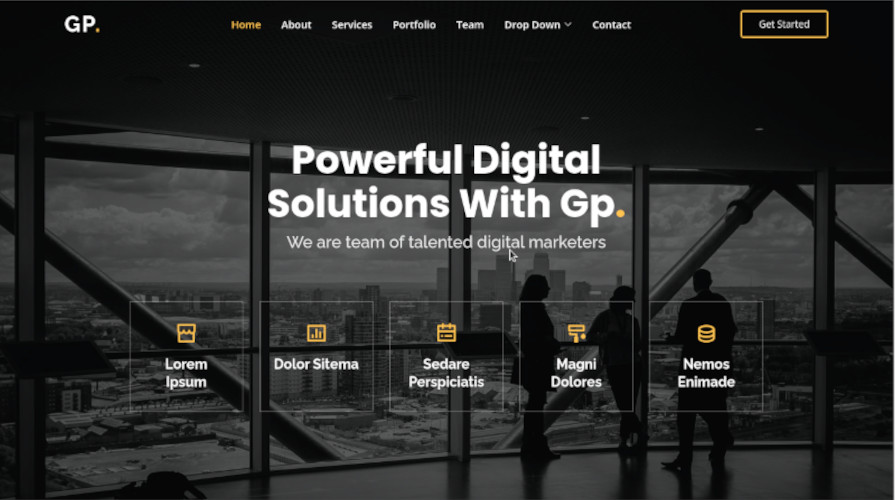 GP.
Home About Services Portfolio Team Drop Down Contact
Get Started
Powerful Digital
Solutions With Gp.
We are team of talented digital marketers
Lorem
Ipsum
Dolor Sitema
Sedare
Perspiciatis
Magni
Dolores
Nemos
Enimade